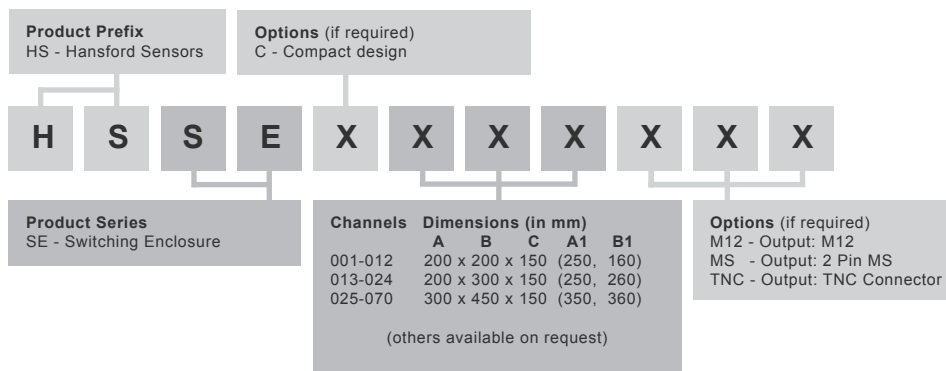 Product Prefix
HS - Hansford Sensors
Options (if required)
C - Compact design
H S S E X X X X X X X
Product Series
SE - Switching Enclosure
Channels Dimensions (in mm)
A B C A1 B1
001-012 200 x 200 x 150 (250, 160)
013-024 200 x 300 x 150 (250, 260)
025-070 300 x 450 x 150 (350, 360)
(others available on request)
Options (if required)
M12 - Output: M12
MS - Output: 2 Pin MS
TNC - Output: TNC Connector